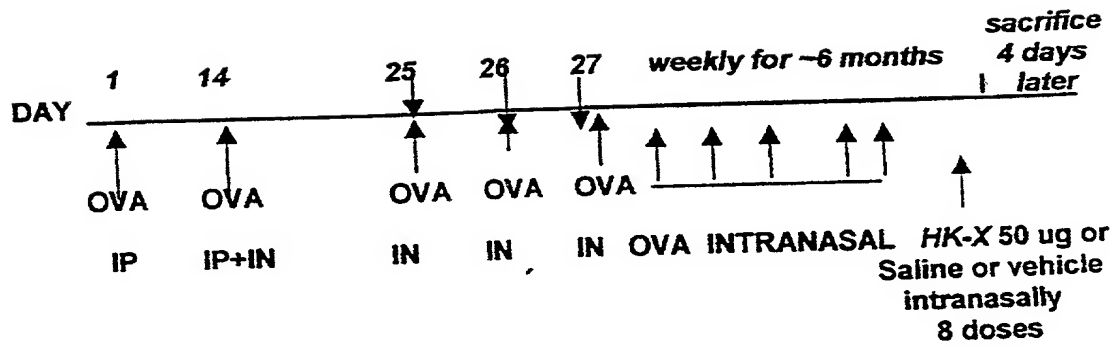 sacrifice
1 14 25 26 27 weekly for ~6 months 4 days
later
DAY
OVA OVA OVA OVA OVA
IP IP+IN IN IN IN OVA INTRANASAL HK-X 50 ug or
Saline or vehicle
intranasally
8 doses